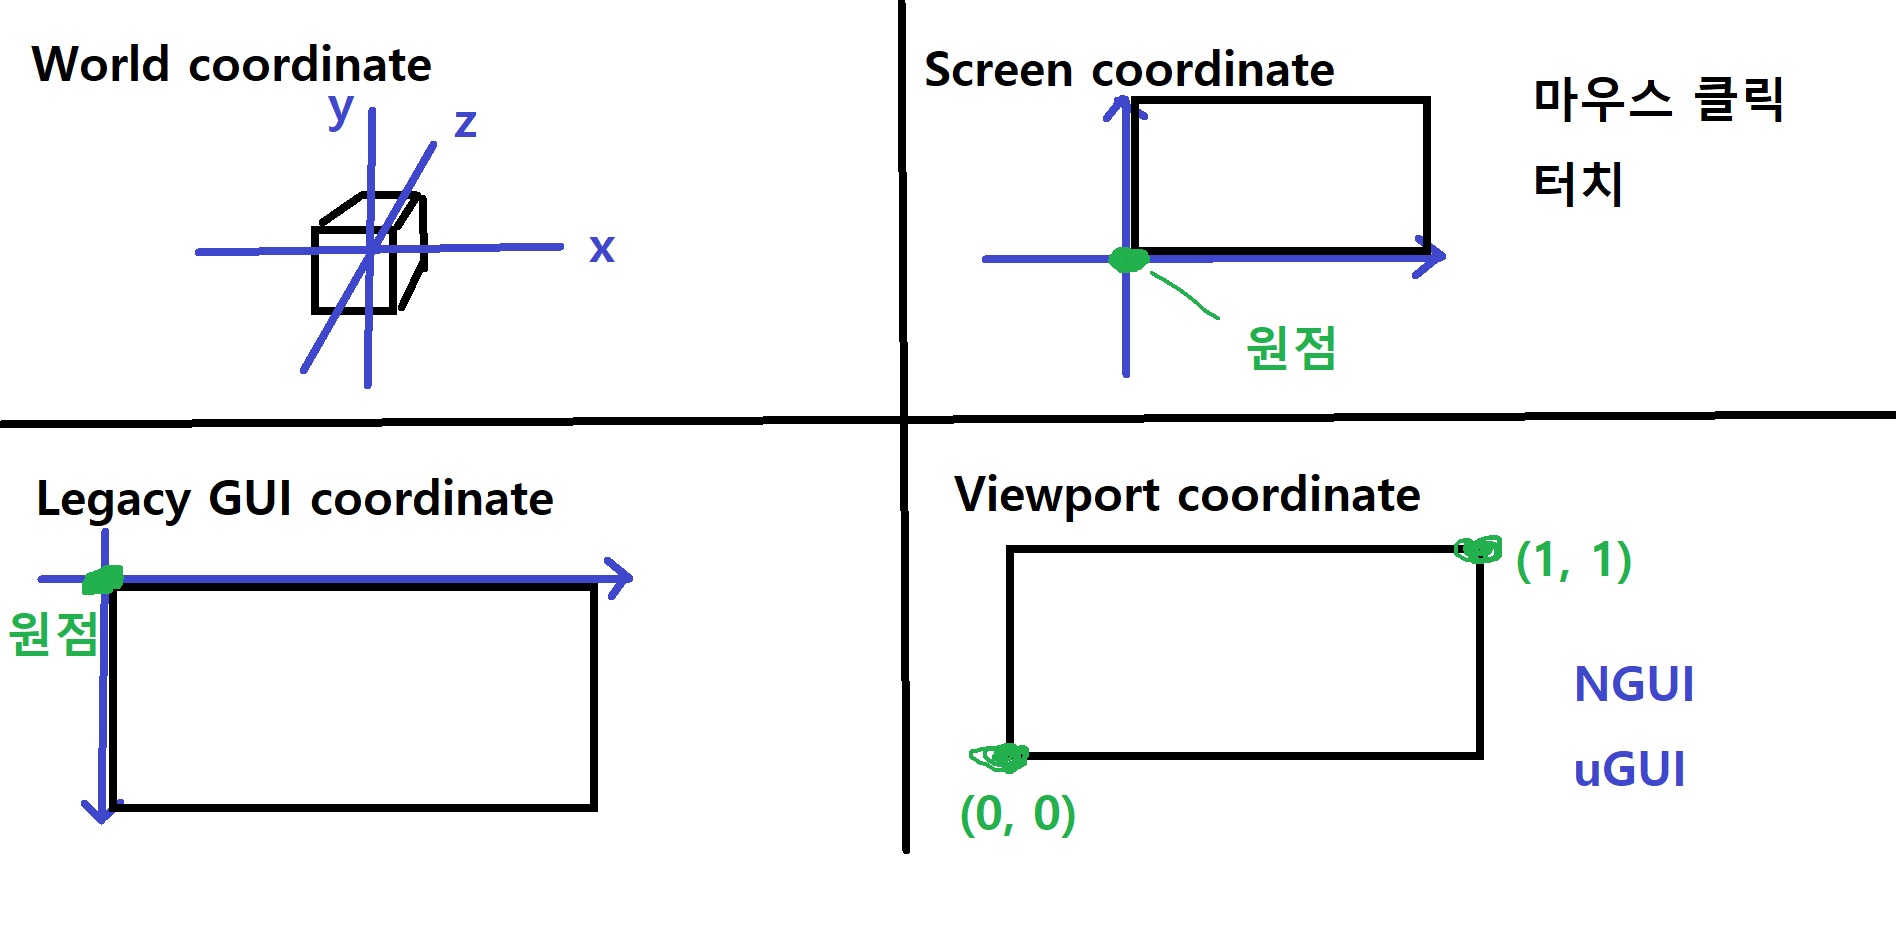 World coordinate
y
z
x
Screen coordinate
마우스 클릭
터치
원점
Legacy GUI coordinate
원점
Viewport coordinate
(1, 1)
NGUI
uGUI
(0, 0)